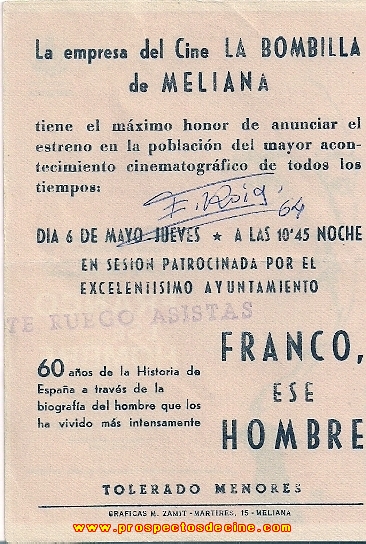 La empresa del Cine LA BOMBILLA
de MELIANA
tiene el máximo honor de anunciar el
estreno en la población del mayor acon-
tecimiento cinematográfico de todos los
tiempos:
F. Roig 64
DIA 6 DE MAYO JUEVES ★ A LAS 10'45 NOCHE
EN SESIÓN PATROCINADA POR EL
EXCELENTISIMO AYUNTAMIENTO
TE RUEGO ASISTAS
60 años de la Historia de
España a través de la
biografía del hombre que los
ha vivido más intensamente
FRANCO,
ESE
HOMBRE
TOLERADO MENORES
GRAFICAS M. ZAMIT - MARTIRES, 15 - MELIANA
www.prospectosdecine.com